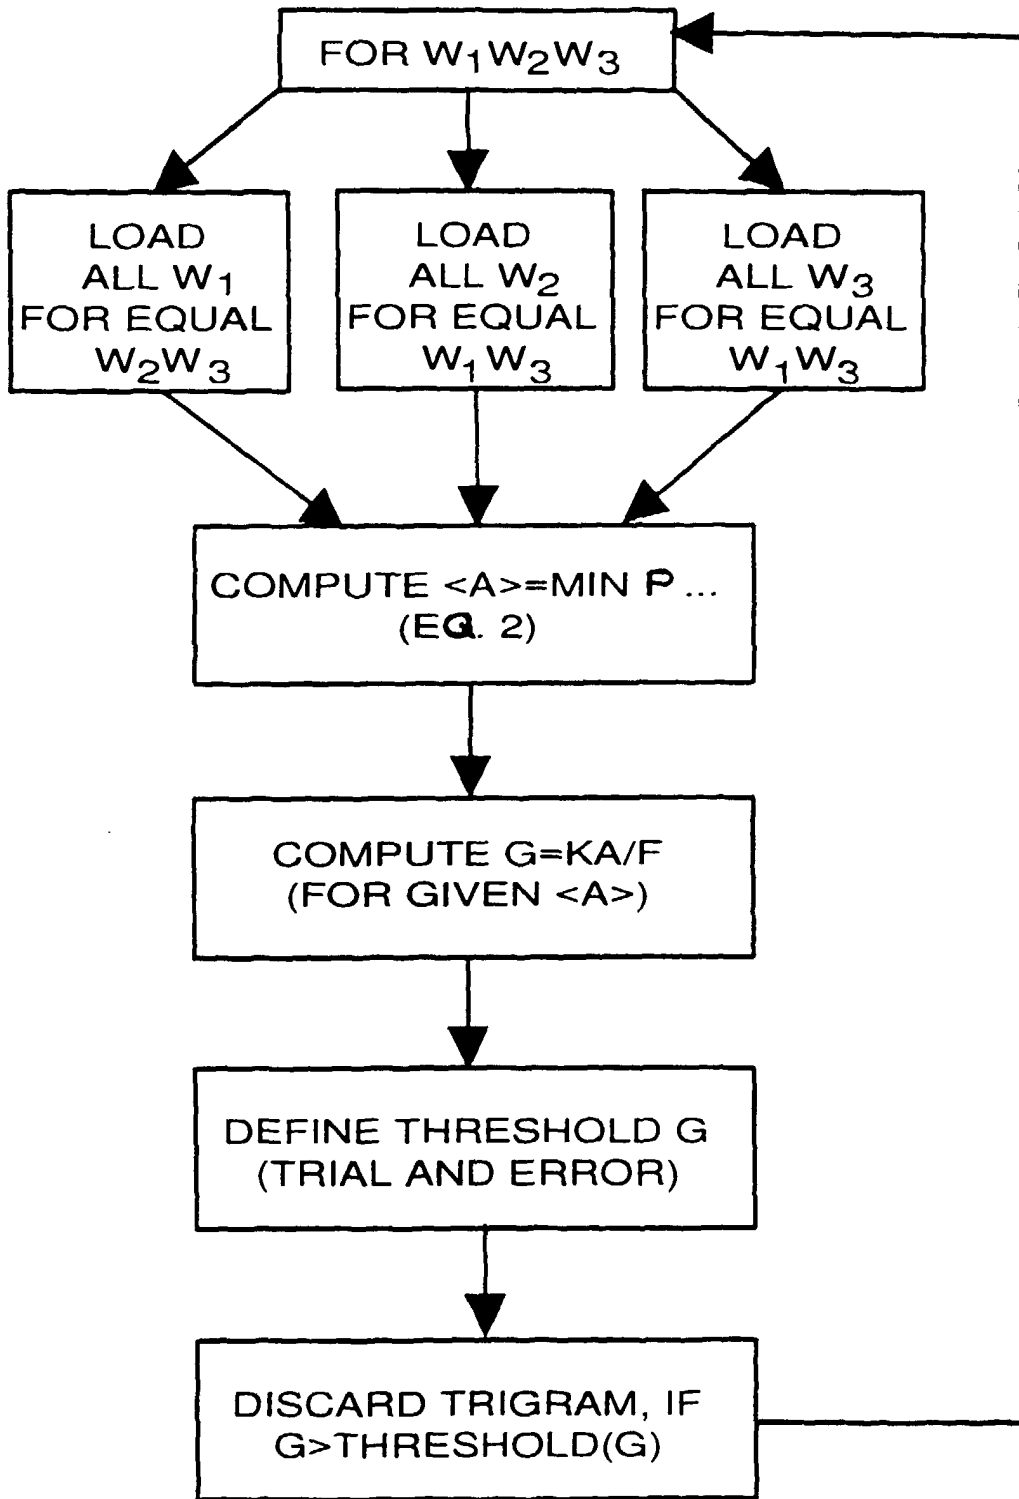 FOR W₁W₂W₃
LOAD
ALL W₁
FOR EQUAL
W₂W₃
LOAD
ALL W₂
FOR EQUAL
W₁W₃
LOAD
ALL W₃
FOR EQUAL
W₁W₃
COMPUTE <A>=MIN P ...
(EQ. 2)
COMPUTE G=KA/F
(FOR GIVEN <A>)
DEFINE THRESHOLD G
(TRIAL AND ERROR)
DISCARD TRIGRAM, IF
G>THRESHOLD(G)